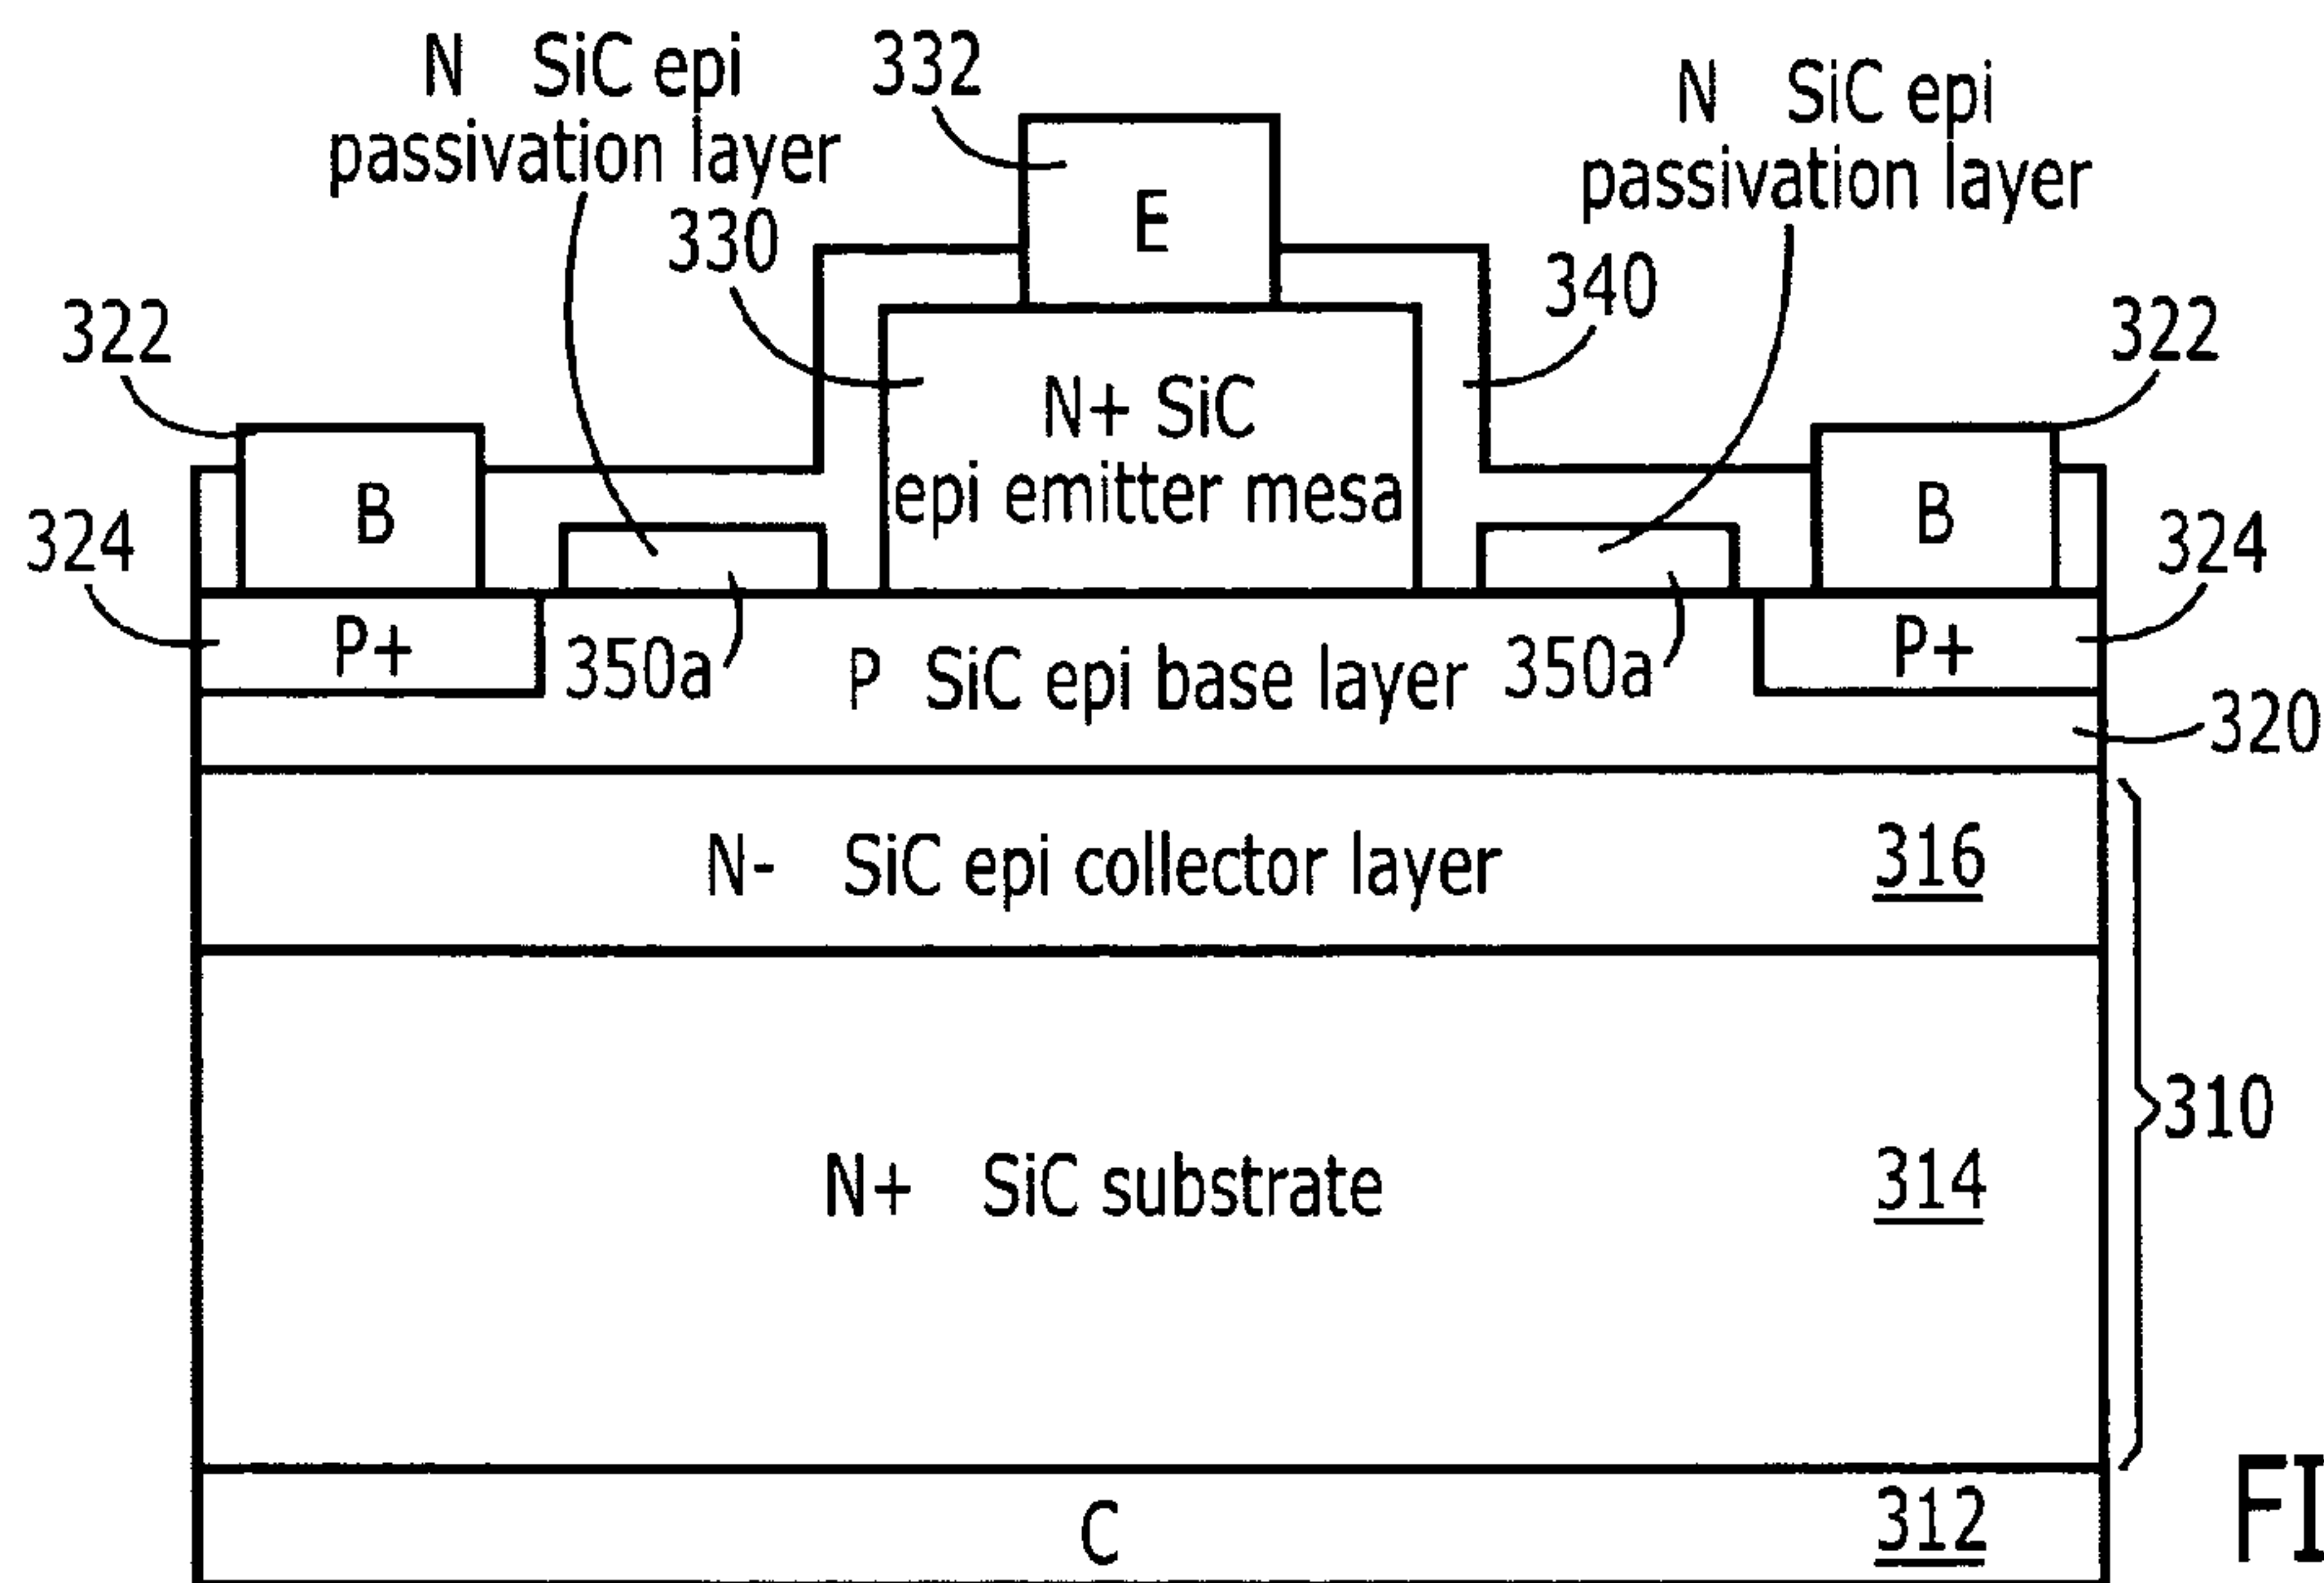 N SiC epi
passivation layer
332
N SiC epi
passivation layer
330
E
340
322
322
N+ SiC
epi emitter mesa
B
B
324
324
P+
350a
P SiC epi base layer
350a
P+
320
N- SiC epi collector layer
316
310
N+ SiC substrate
314
C
312
FI